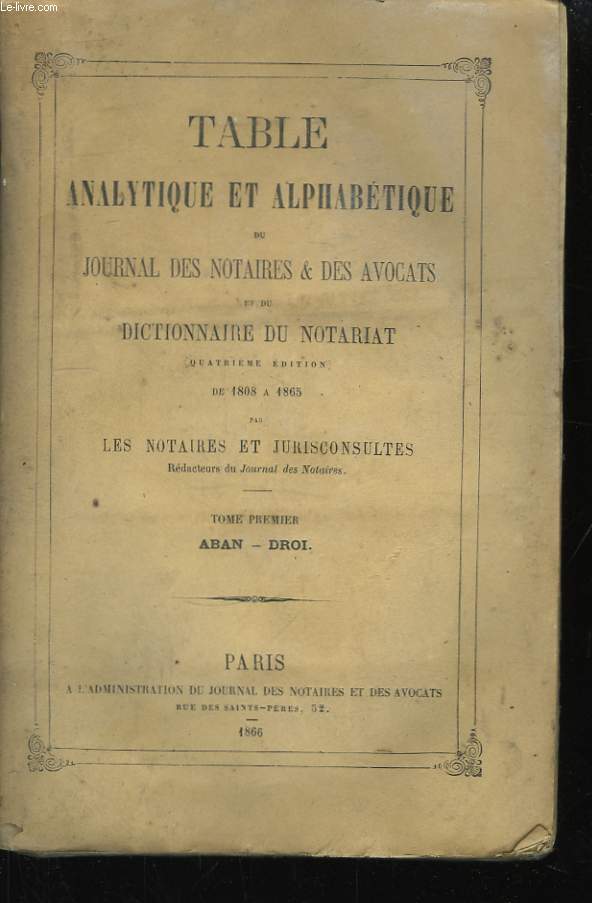 Le-livre.com
TABLE
ANALYTIQUE ET ALPHABÉTIQUE
DU
JOURNAL DES NOTAIRES & DES AVOCATS
ET DU
DICTIONNAIRE DU NOTARIAT
(QUATRIÈME ÉDITION)
DE 1808 A 1865
PAR
LES NOTAIRES ET JURISCONSULTES
Rédacteurs du Journal des Notaires.
TOME PREMIER
ABAN — DROI.
PARIS
A L'ADMINISTRATION DU JOURNAL DES NOTAIRES ET DES AVOCATS
RUE DES SAINTS-PÈRES, 52.
1866